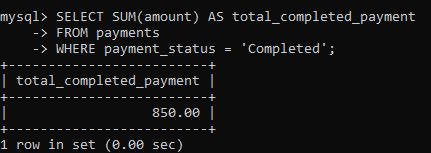 mysql> SELECT SUM(amount) AS total_completed_payment
    -> FROM payments
    -> WHERE payment_status = 'Completed';
+-------------------------+
| total_completed_payment |
+-------------------------+
|                  850.00 |
+-------------------------+
1 row in set (0.00 sec)